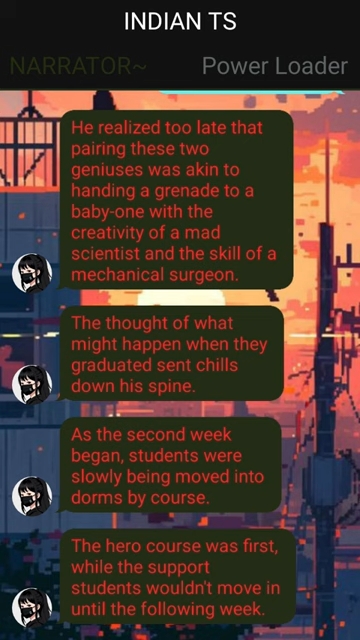 INDIAN TS
NARRATOR~ Power Loader
He realized too late that
pairing these two
geniuses was akin to
handing a grenade to a
baby-one with the
creativity of a mad
scientist and the skill of a
mechanical surgeon.
The thought of what
might happen when they
graduated sent chills
down his spine.
As the second week
began, students were
slowly being moved into
dorms by course.
The hero course was first,
while the support
students wouldn't move in
until the following week.